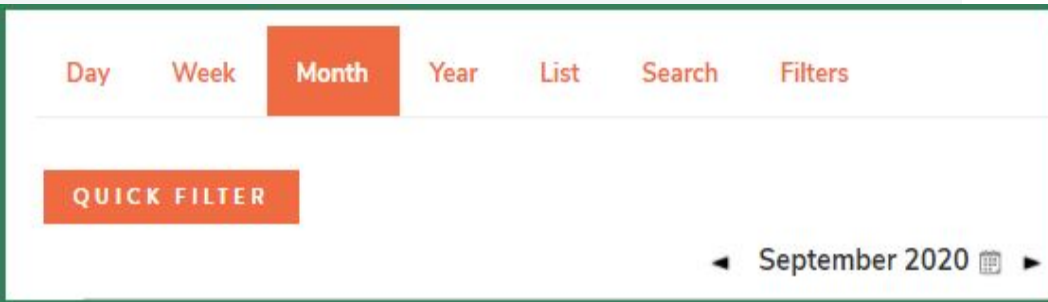 Day Week Month Year List Search Filters
QUICK FILTER
September 2020